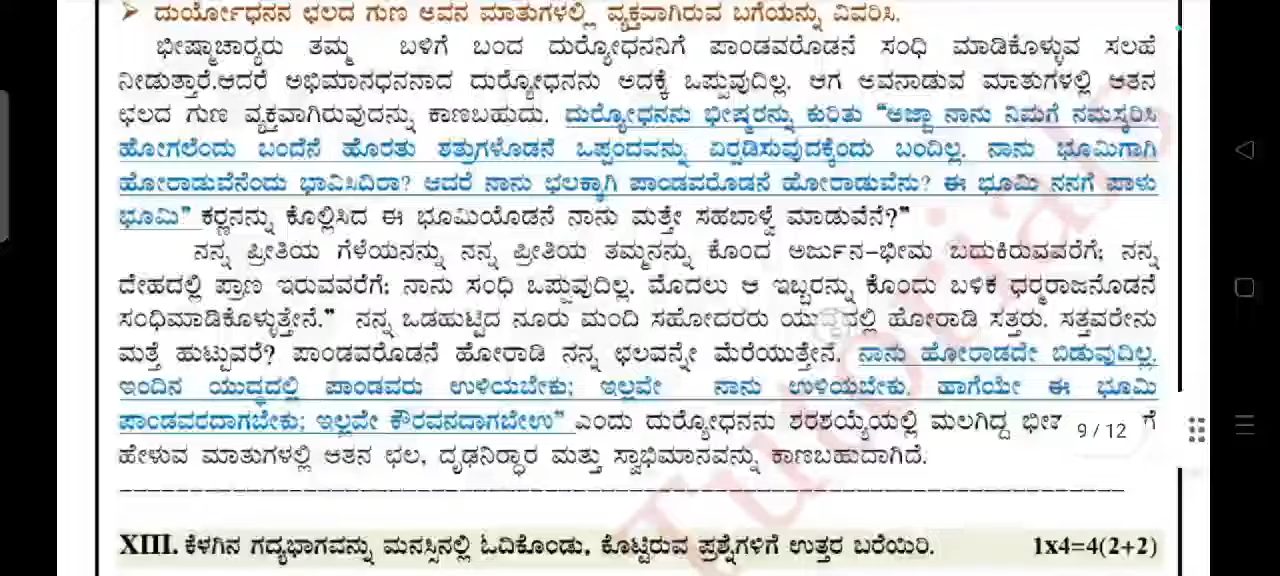 ➤ ದುರ್ಯೋಧನನ ಛಲದ ಗುಣ ಅವನ ಮಾತುಗಳಲ್ಲಿ ವ್ಯಕ್ತವಾಗಿರುವ ಬಗೆಯನ್ನು ವಿವರಿಸಿ.
ಭೀಷ್ಮಾಚಾರ‍್ಯರು ತಮ್ಮ ಬಳಿಗೆ ಬಂದ ದುರ‍್ಯೋಧನನಿಗೆ ಪಾಂಡವರೊಡನೆ ಸಂಧಿ ಮಾಡಿಕೊಳ್ಳುವ ಸಲಹೆ
ನೀಡುತ್ತಾರೆ.ಆದರೆ ಅಭಿಮಾನಧನನಾದ ದುರ‍್ಯೋಧನನು ಅದಕ್ಕೆ ಒಪ್ಪುವುದಿಲ್ಲ. ಆಗ ಅವನಾಡುವ ಮಾತುಗಳಲ್ಲಿ ಆತನ
ಛಲದ ಗುಣ ವ್ಯಕ್ತವಾಗಿರುವುದನ್ನು ಕಾಣಬಹುದು. ದುರ‍್ಯೋಧನನು ಭೀಷ್ಮರನ್ನು ಕುರಿತು "ಅಜ್ಜಾ ನಾನು ನಿಮಗೆ ನಮಸ್ಕರಿಸಿ
ಹೋಗಲೆಂದು ಬಂದೆನೆ ಹೊರತು ಶತ್ರುಗಳೊಡನೆ ಒಪ್ಪಂದವನ್ನು ಏರ‍್ಪಡಿಸುವುದಕ್ಕೆಂದು ಬಂದಿಲ್ಲ. ನಾನು ಭೂಮಿಗಾಗಿ
ಹೋರಾಡುವೆನೆಂದು ಭಾವಿಸಿದಿರಾ? ಆದರೆ ನಾನು ಛಲಕ್ಕಾಗಿ ಪಾಂಡವರೊಡನೆ ಹೋರಾಡುವೆನು? ಈ ಭೂಮಿ ನನಗೆ ಪಾಳು
ಭೂಮಿ" ಕರ‍್ಣನನ್ನು ಕೊಲ್ಲಿಸಿದ ಈ ಭೂಮಿಯೊಡನೆ ನಾನು ಮತ್ತೇ ಸಹಬಾಳ್ವೆ ಮಾಡುವೆನೆ?"
ನನ್ನ ಪ್ರೀತಿಯ ಗೆಳೆಯನನ್ನು ನನ್ನ ಪ್ರೀತಿಯ ತಮ್ಮನನ್ನು ಕೊಂದ ಅರ್ಜುನ-ಭೀಮ ಬದುಕಿರುವವರೆಗೆ; ನನ್ನ
ದೇಹದಲ್ಲಿ ಪ್ರಾಣ ಇರುವವರೆಗೆ; ನಾನು ಸಂಧಿ ಒಪ್ಪುವುದಿಲ್ಲ. ಮೊದಲು ಆ ಇಬ್ಬರನ್ನು ಕೊಂದು ಬಳಿಕ ಧರ‍್ಮರಾಜನೊಡನೆ
ಸಂಧಿಮಾಡಿಕೊಳ್ಳುತ್ತೇನೆ." ನನ್ನ ಒಡಹುಟ್ಟಿದ ನೂರು ಮಂದಿ ಸಹೋದರರು ಯುದ್ಧದಲ್ಲಿ ಹೋರಾಡಿ ಸತ್ತರು. ಸತ್ತವರೇನು
ಮತ್ತೆ ಹುಟ್ಟುವರೆ? ಪಾಂಡವರೊಡನೆ ಹೋರಾಡಿ ನನ್ನ ಛಲವನ್ನೇ ಮೆರೆಯುತ್ತೇನೆ. ನಾನು ಹೋರಾಡದೇ ಬಿಡುವುದಿಲ್ಲ.
ಇಂದಿನ ಯುದ್ಧದಲ್ಲಿ ಪಾಂಡವರು ಉಳಿಯಬೇಕು; ಇಲ್ಲವೇ ನಾನು ಉಳಿಯಬೇಕು. ಹಾಗೆಯೇ ಈ ಭೂಮಿ
ಪಾಂಡವರದಾಗಬೇಕು; ಇಲ್ಲವೇ ಕೌರವನದಾಗಬೇಉ" ಎಂದು ದುರ‍್ಯೋಧನನು ಶರಶಯ್ಯೆಯಲ್ಲಿ ಮಲಗಿದ್ದ 9 / 12 ಗೆ
ಹೇಳುವ ಮಾತುಗಳಲ್ಲಿ ಆತನ ಛಲ, ದೃಢನಿರ‍್ಧಾರ ಮತ್ತು ಸ್ವಾಭಿಮಾನವನ್ನು ಕಾಣಬಹುದಾಗಿದೆ.
XIII. ಕೆಳಗಿನ ಗದ್ಯಭಾಗವನ್ನು ಮನಸ್ಸಿನಲ್ಲಿ ಓದಿಕೊಂಡು, ಕೊಟ್ಟಿರುವ ಪ್ರಶ್ನೆಗಳಿಗೆ ಉತ್ತರ ಬರೆಯಿರಿ. 1x4=4(2+2)